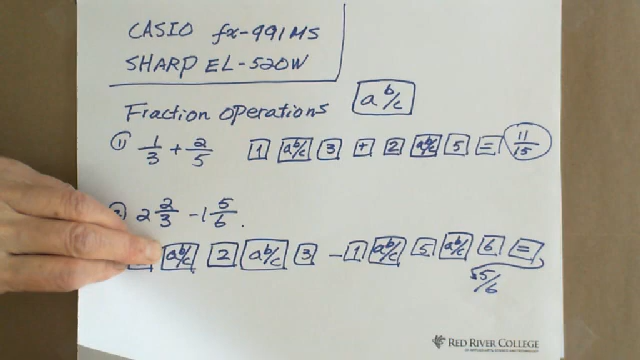 CASIO fx-991MS
SHARP EL-520W
Fraction Operations a b/c
1) 1/3 + 2/5 1 a b/c 3 + 2 a b/c 5 = 11/15
2 2/3 - 1 5/6.
a b/c 2 a b/c 3 - 1 a b/c 5 a b/c 6 =
5/6
RED RIVER COLLEGE